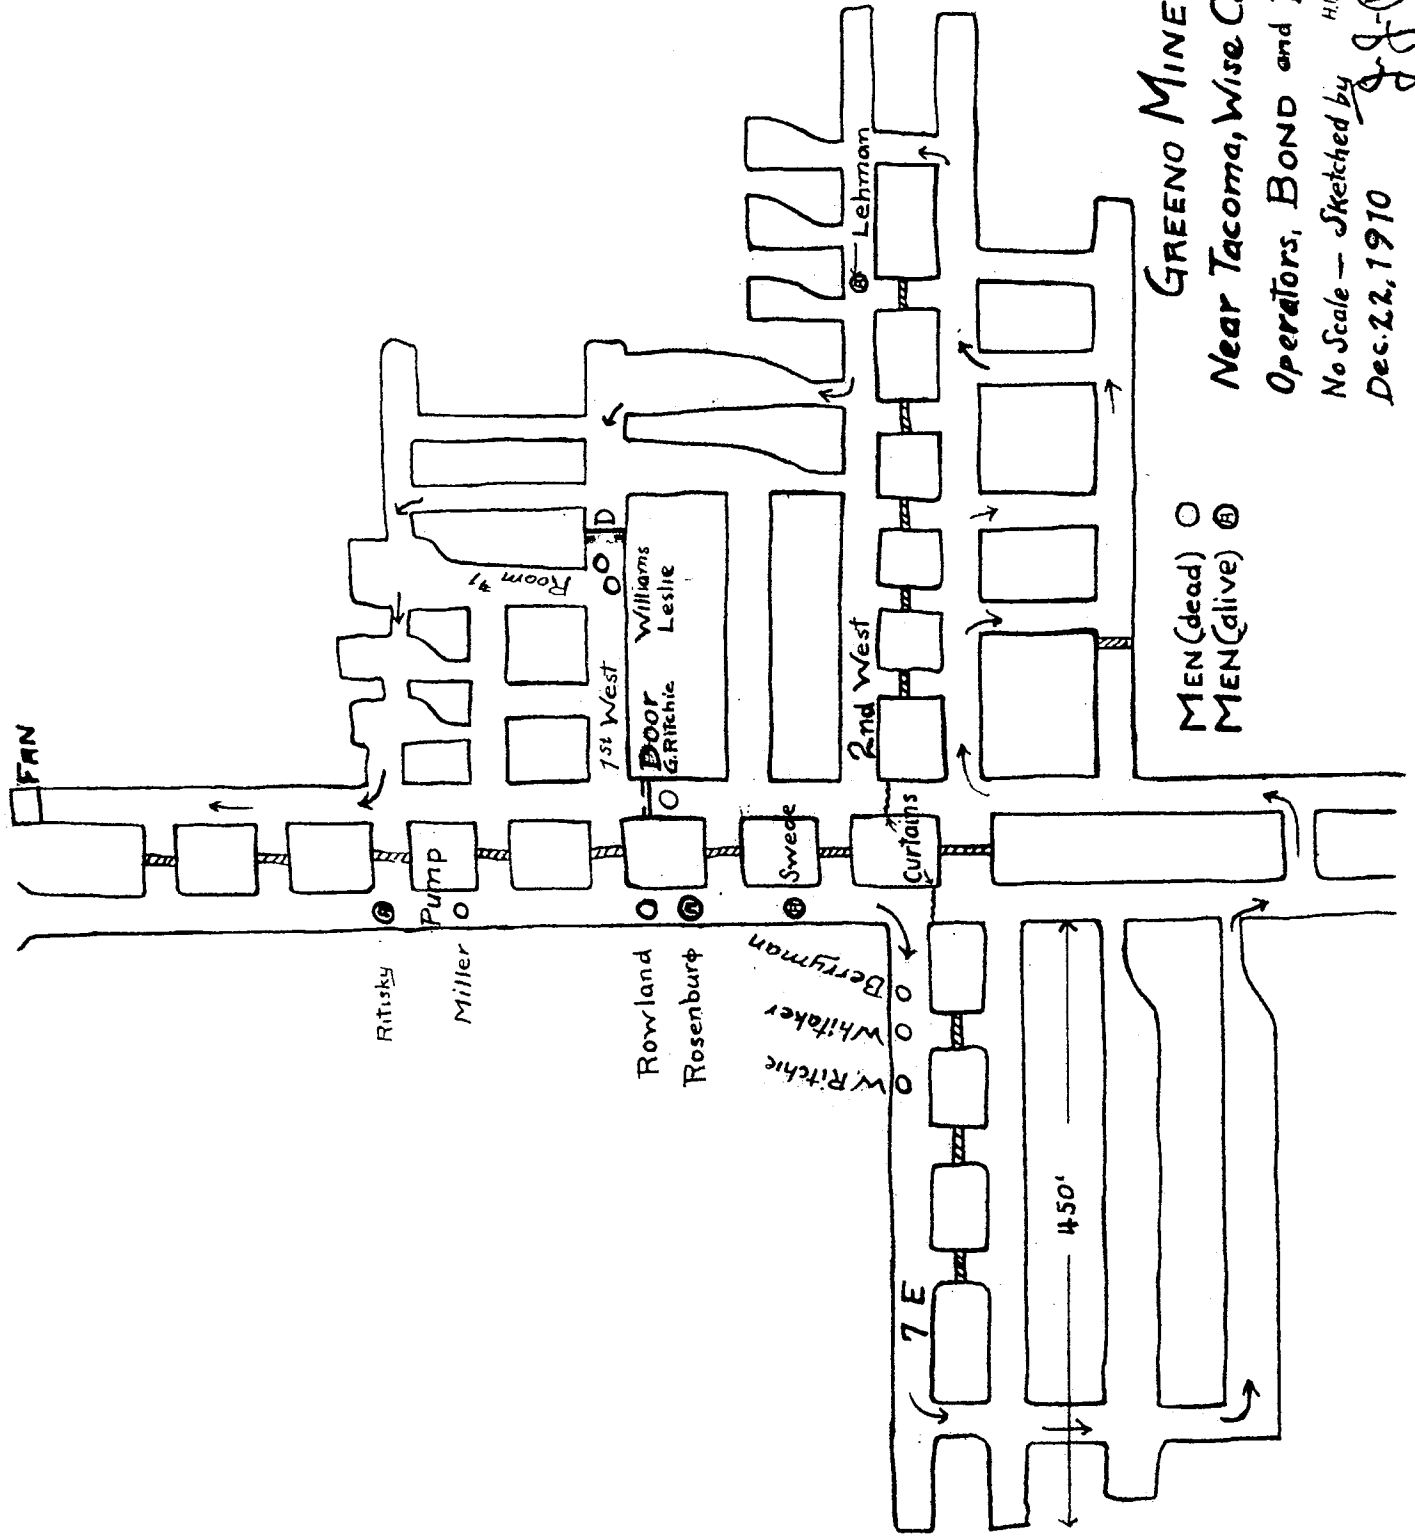 GREENO MINE
Near Tacoma, Wise
Operators, BOND and
No Scale — Sketched by
Dec. 22, 1910
MEN (dead) O
MEN (alive) Ⓐ
FAN
Ritisky
Pump
Miller
Rowland
Rosenburg
Swede
Berryman
Whitaker
W Ritchie
Curtains
DOOR
G. Ritchie
Williams
Leslie
D
Room #1
1st West
2nd West
Lehman
7 E
450'